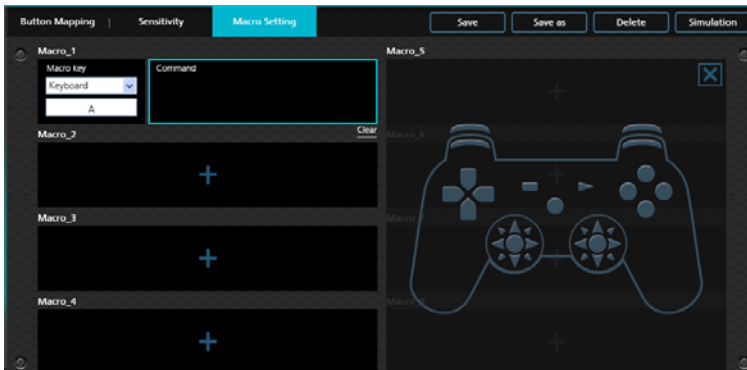 Button Mapping | Sensitivity Macro Setting Save Save as Delete Simulation
Macro_1
Macro key
Keyboard
A
Command
Clear
Macro_2
Macro_3
Macro_4
Macro_5
Macro_6
Macro_7
Macro_8